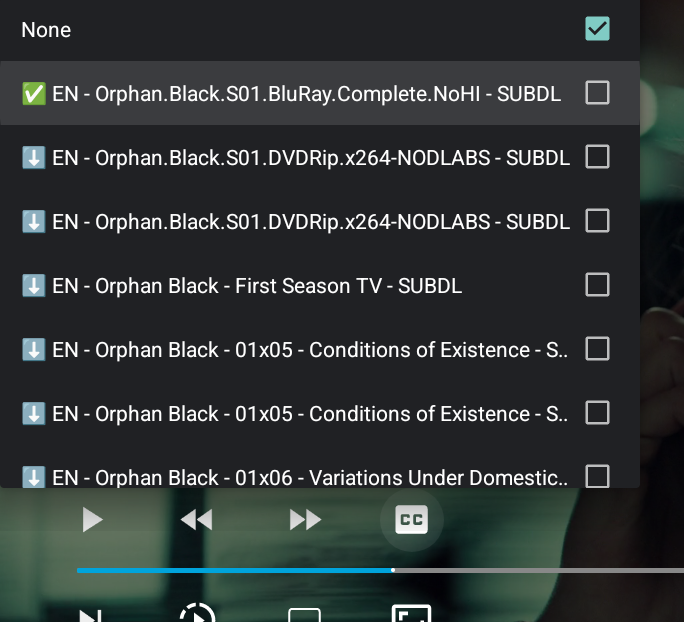 None
✅ EN - Orphan.Black.S01.BluRay.Complete.NoHI - SUBDL
⬇️ EN - Orphan.Black.S01.DVDRip.x264-NODLABS - SUBDL
⬇️ EN - Orphan.Black.S01.DVDRip.x264-NODLABS - SUBDL
⬇️ EN - Orphan Black - First Season TV - SUBDL
⬇️ EN - Orphan Black - 01x05 - Conditions of Existence - S..
⬇️ EN - Orphan Black - 01x05 - Conditions of Existence - S..
⬇️ EN - Orphan Black - 01x06 - Variations Under Domestic..
CC